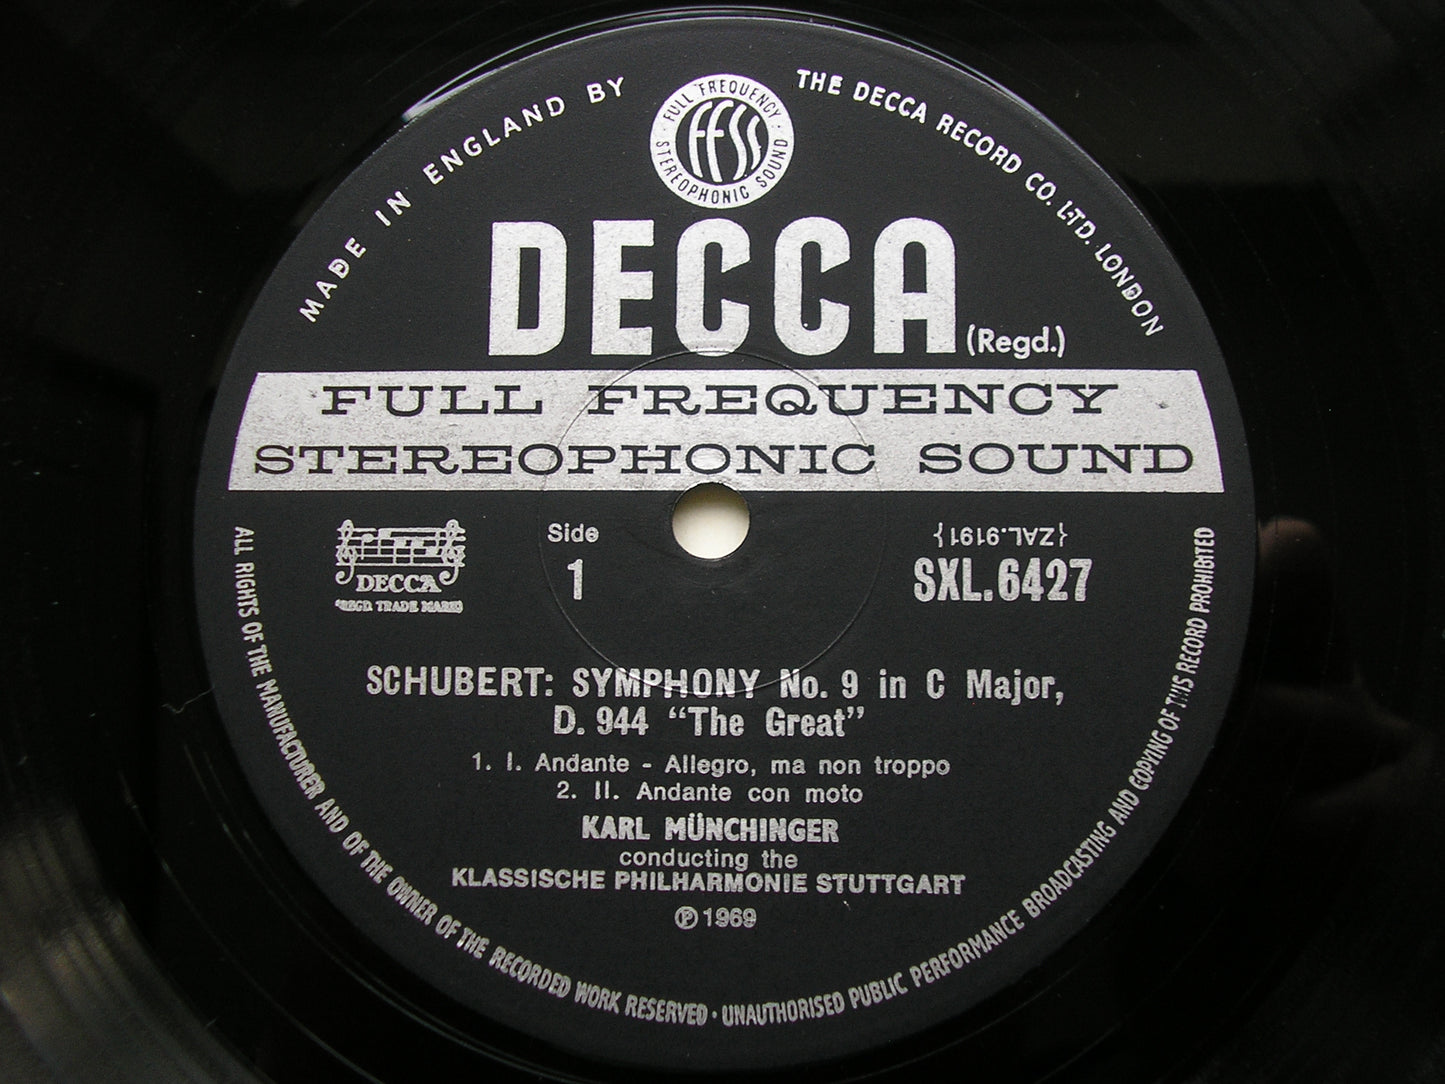 MADE IN ENGLAND BY
THE DECCA RECORD CO. LTD. LONDON
FULL FREQUENCY
FFSS
STEREOPHONIC SOUND
DECCA (Regd.)
FULL FREQUENCY
STEREOPHONIC SOUND
DECCA
REGD. TRADE MARK
Side
1
{ZAL.9191}
SXL.6427
SCHUBERT: SYMPHONY No. 9 in C Major,
D. 944 “The Great”
1. I. Andante - Allegro, ma non troppo
2. II. Andante con moto
KARL MÜNCHINGER
conducting the
KLASSISCHE PHILHARMONIE STUTTGART
℗ 1969
ALL RIGHTS OF THE MANUFACTURER AND OF THE OWNER OF THE RECORDED WORK RESERVED · UNAUTHORISED PUBLIC PERFORMANCE BROADCASTING AND COPYING OF THIS RECORD PROHIBITED